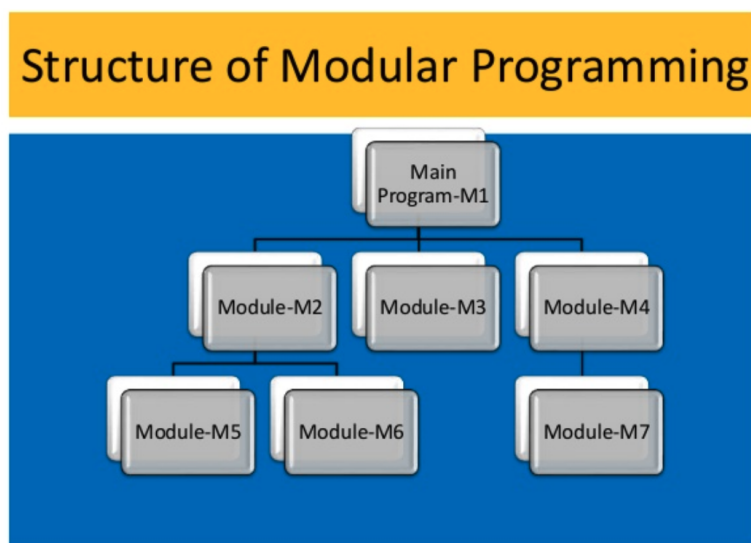 Structure of Modular Programming
Main
Program-M1
Module-M2
Module-M3
Module-M4
Module-M5
Module-M6
Module-M7